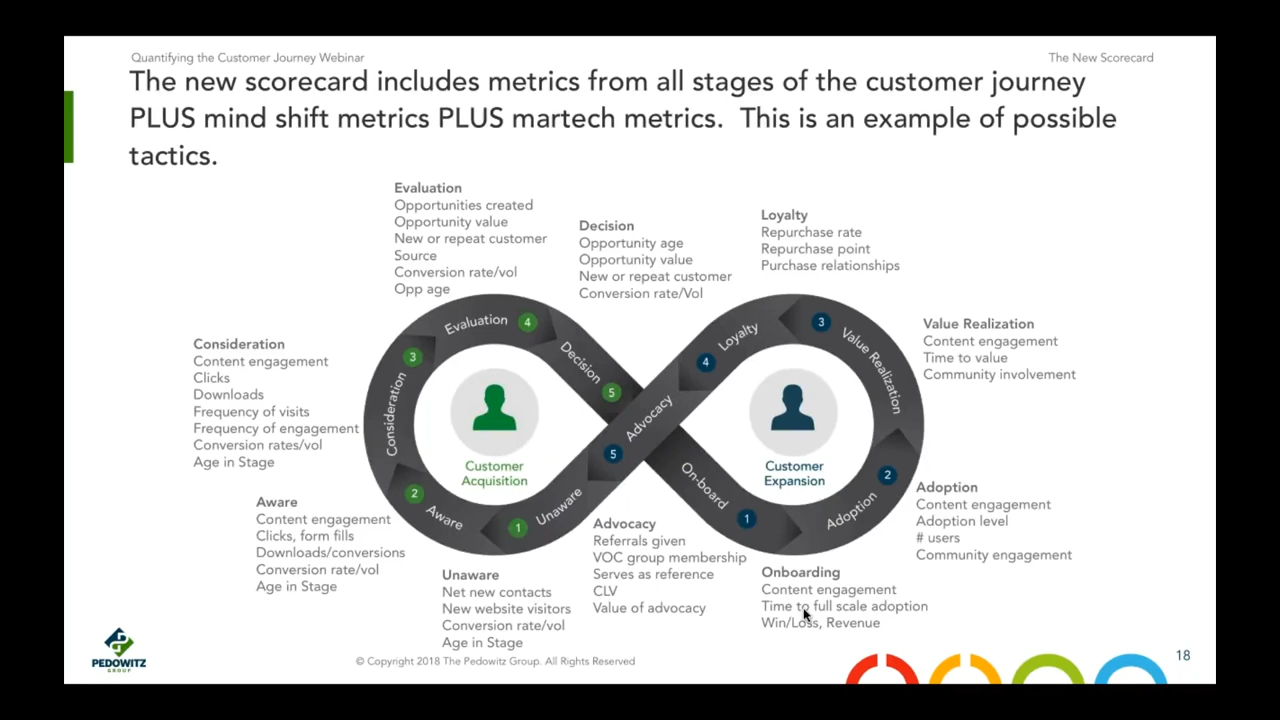 Quantifying the Customer Journey Webinar
The New Scorecard
The new scorecard includes metrics from all stages of the customer journey
PLUS mind shift metrics PLUS martech metrics.  This is an example of possible
tactics.
Evaluation
Opportunities created
Opportunity value
New or repeat customer
Source
Conversion rate/vol
Opp age
Decision
Opportunity age
Opportunity value
New or repeat customer
Conversion rate/Vol
Loyalty
Repurchase rate
Repurchase point
Purchase relationships
Consideration
Content engagement
Clicks
Downloads
Frequency of visits
Frequency of engagement
Conversion rates/vol
Age in Stage
Value Realization
Content engagement
Time to value
Community involvement
Evaluation 4
Decision 5
Consideration 3
Aware 2
Unaware 1
Customer
Acquisition
Loyalty 4
Value Realization 3
Advocacy 5
On-board 1
Adoption 2
Customer
Expansion
Aware
Content engagement
Clicks, form fills
Downloads/conversions
Conversion rate/vol
Age in Stage
Adoption
Content engagement
Adoption level
# users
Community engagement
Unaware
Net new contacts
New website visitors
Conversion rate/vol
Age in Stage
Advocacy
Referrals given
VOC group membership
Serves as reference
CLV
Value of advocacy
Onboarding
Content engagement
Time to full scale adoption
Win/Loss, Revenue
PEDOWITZ
GROUP
© Copyright 2018 The Pedowitz Group. All Rights Reserved
18